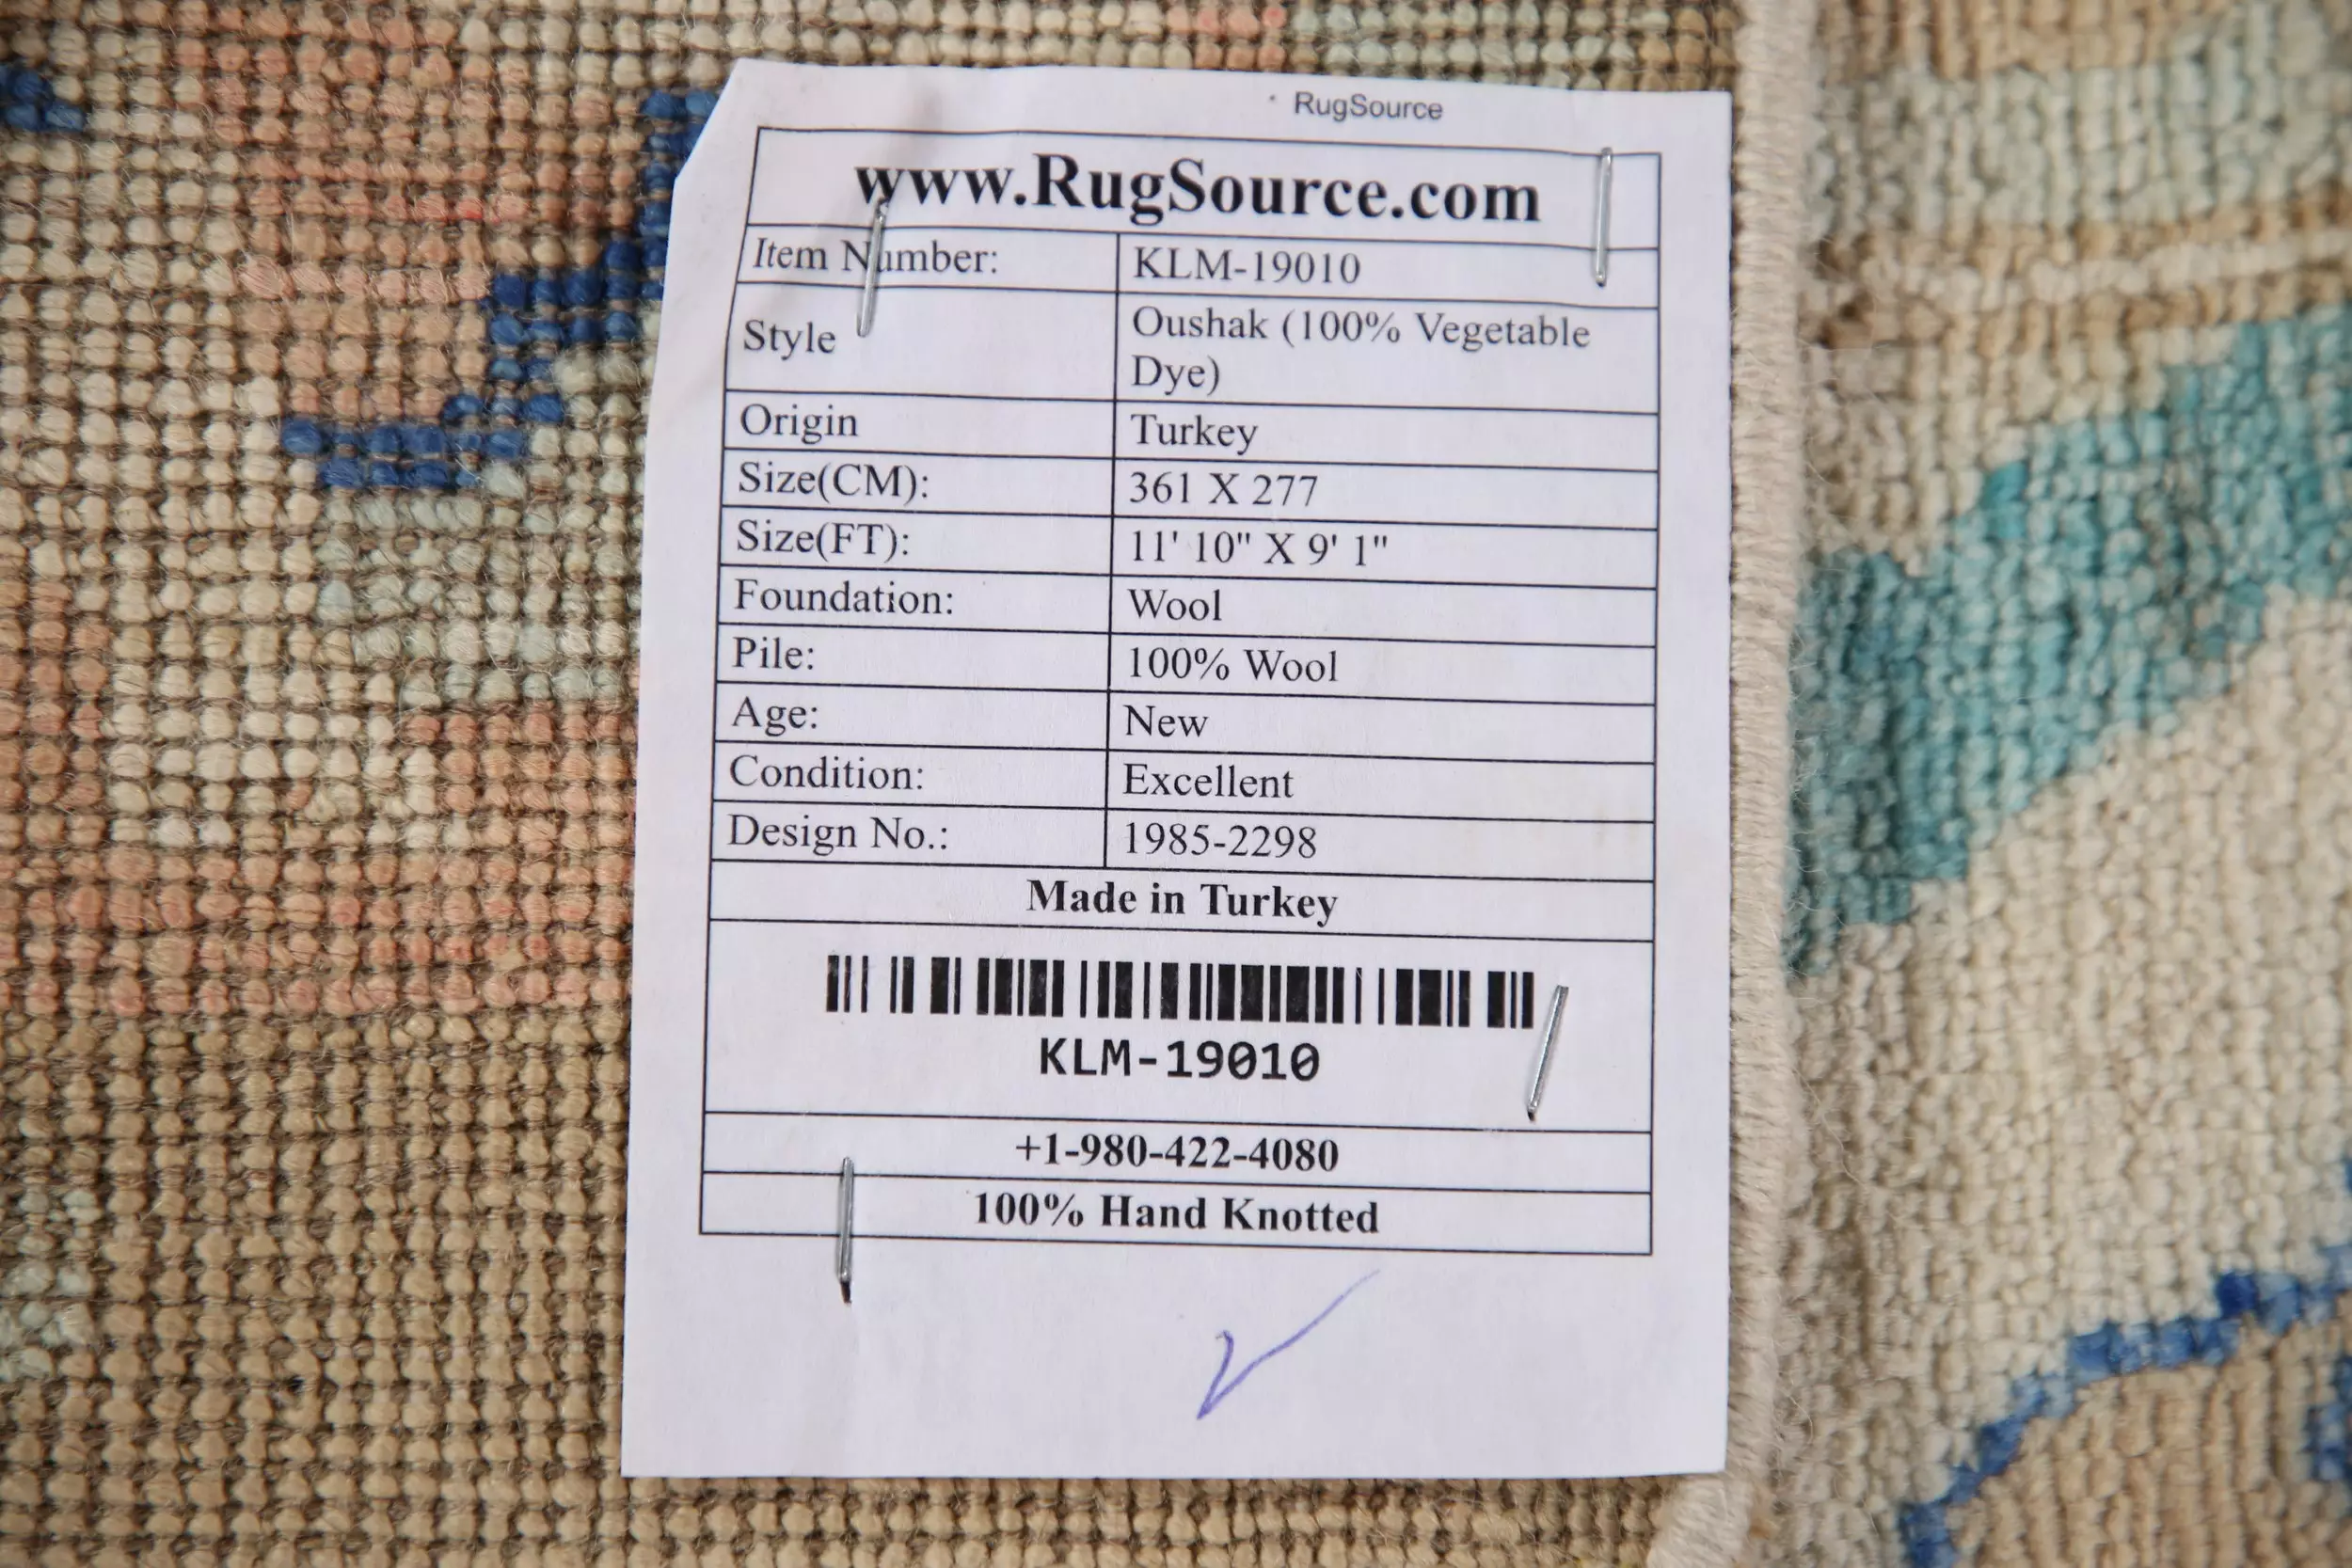 RugSource
www.RugSource.com
Item Number: KLM-19010
Style Oushak (100% Vegetable
Dye)
Origin Turkey
Size(CM): 361 X 277
Size(FT): 11' 10" X 9' 1"
Foundation: Wool
Pile: 100% Wool
Age: New
Condition: Excellent
Design No.: 1985-2298
Made in Turkey
KLM-19010
+1-980-422-4080
100% Hand Knotted